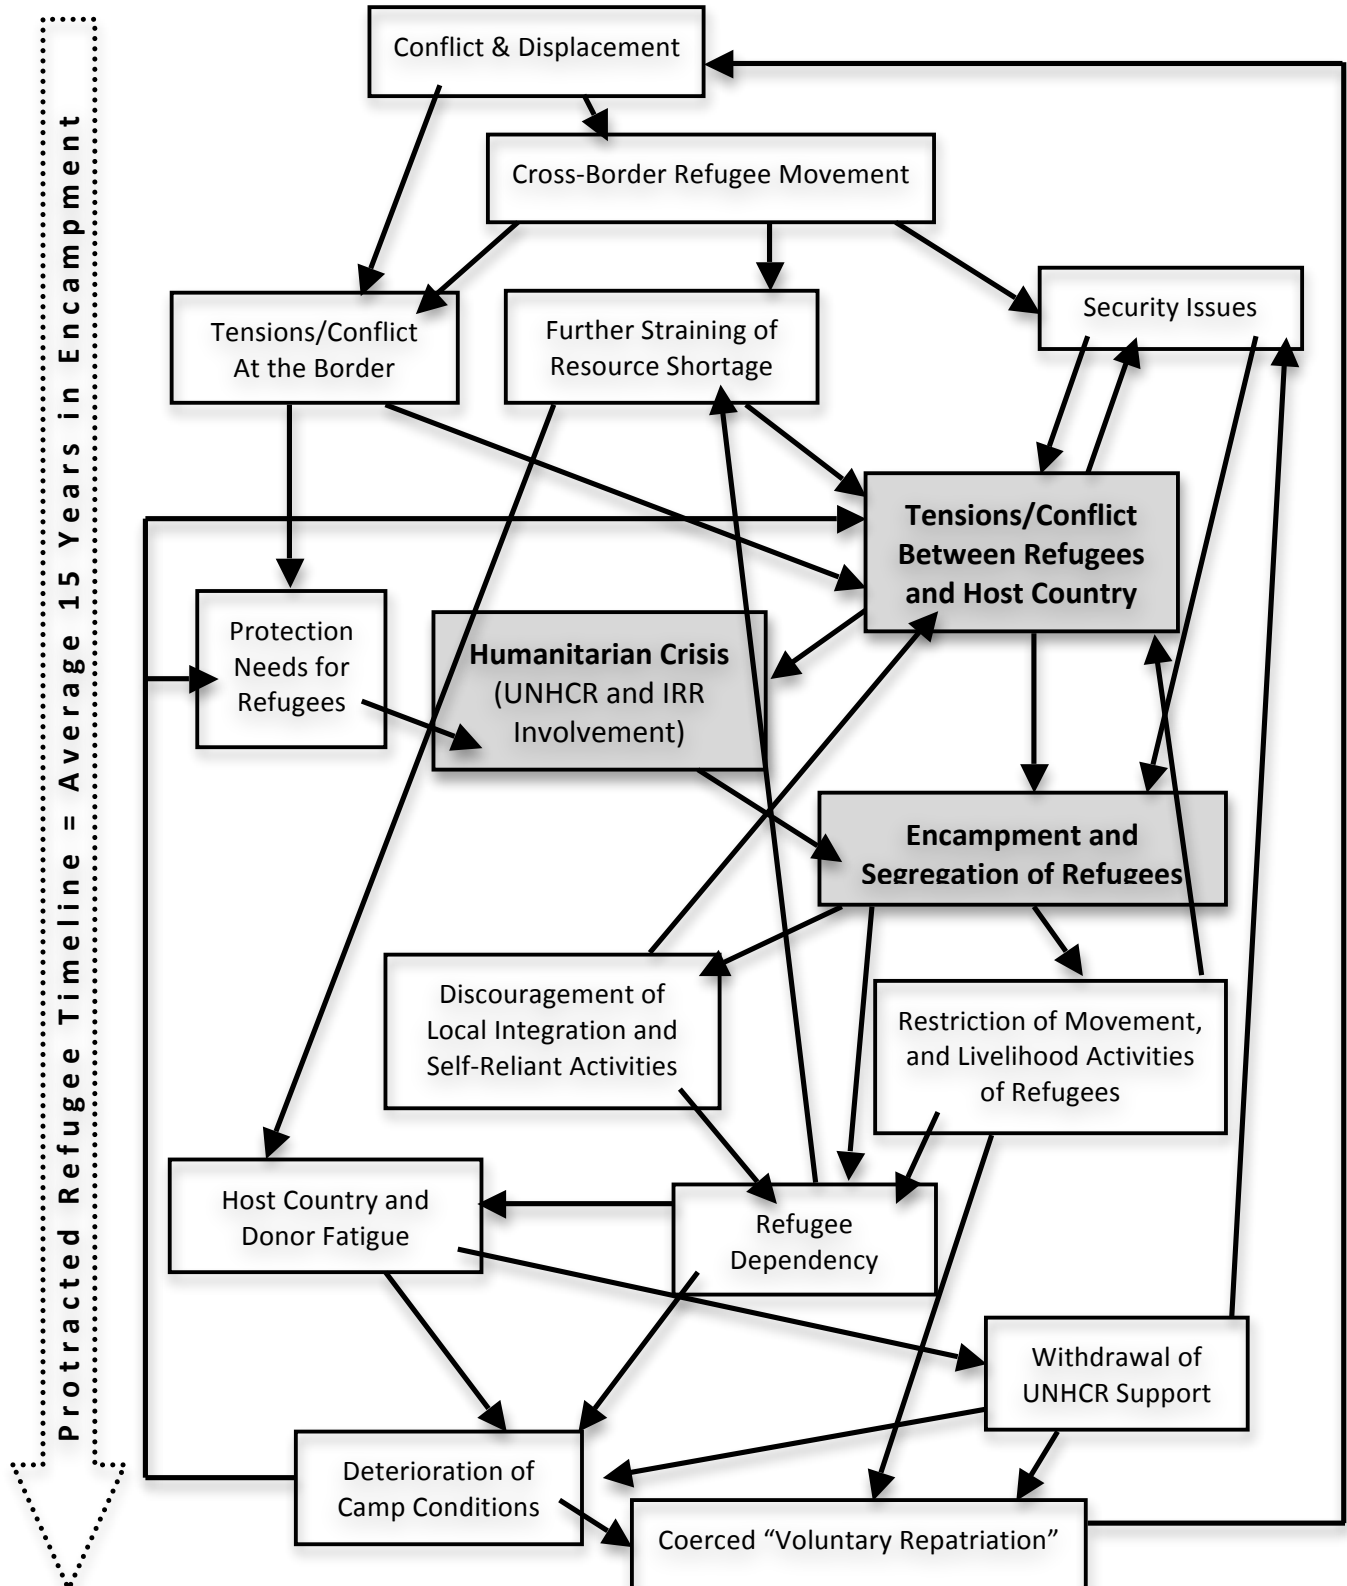 Protracted Refugee Timeline = Average 15 Years in Encampment
Conflict & Displacement
Cross-Border Refugee Movement
Tensions/Conflict
At the Border
Further Straining of
Resource Shortage
Security Issues
Tensions/Conflict
Between Refugees
and Host Country
Protection
Needs for
Refugees
Humanitarian Crisis
(UNHCR and IRR
Involvement)
Encampment and
Segregation of Refugees
Discouragement of
Local Integration and
Self-Reliant Activities
Restriction of Movement,
and Livelihood Activities
of Refugees
Host Country and
Donor Fatigue
Refugee
Dependency
Withdrawal of
UNHCR Support
Deterioration of
Camp Conditions
Coerced “Voluntary Repatriation”